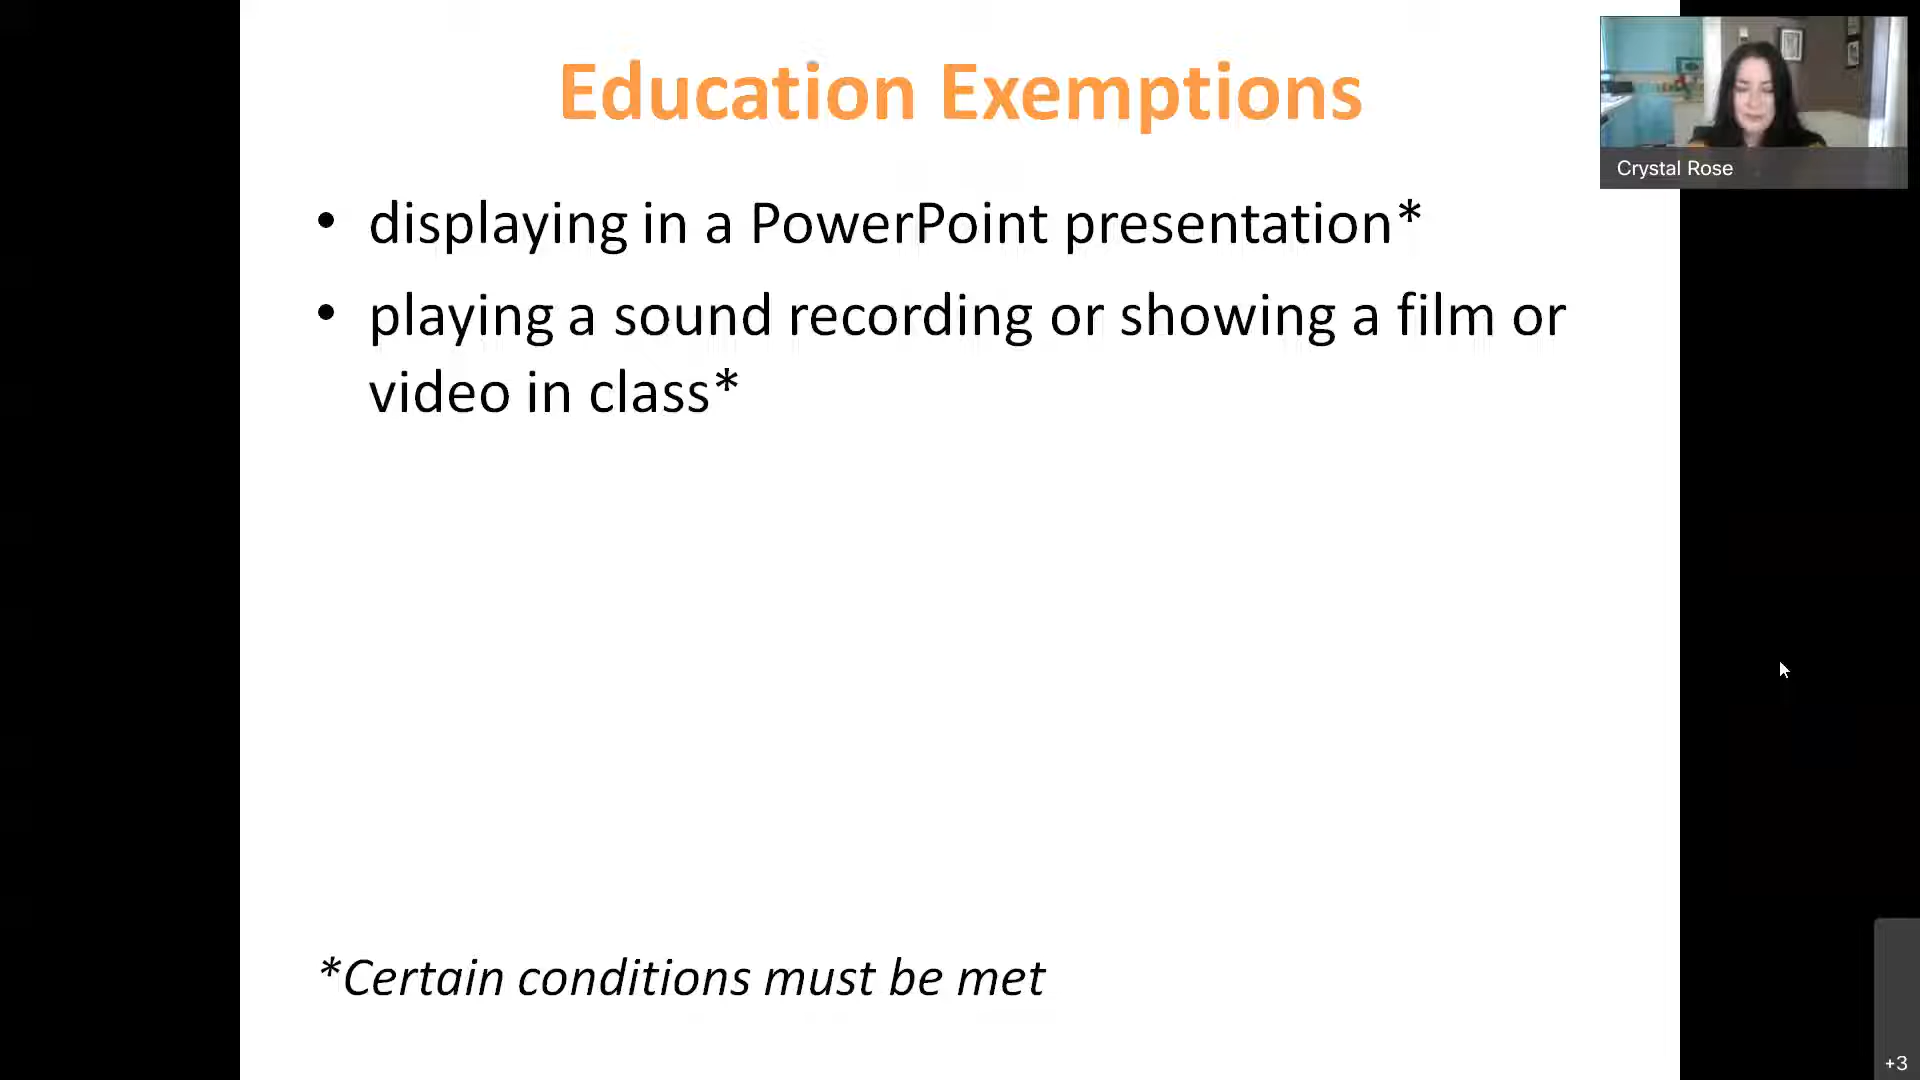 Education Exemptions
Crystal Rose
• displaying in a PowerPoint presentation*
• playing a sound recording or showing a film or
video in class*
*Certain conditions must be met
+3